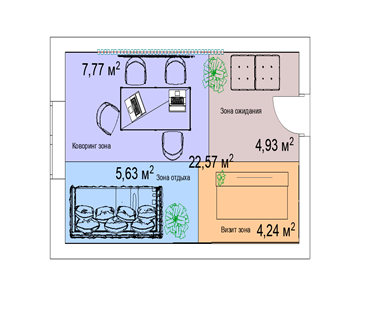 7,77 м²
Зона ожидания
Коворинг зона
4,93 м²
22,57 м²
5,63 м²
Зона отдыха
Визит зона
4,24 м²